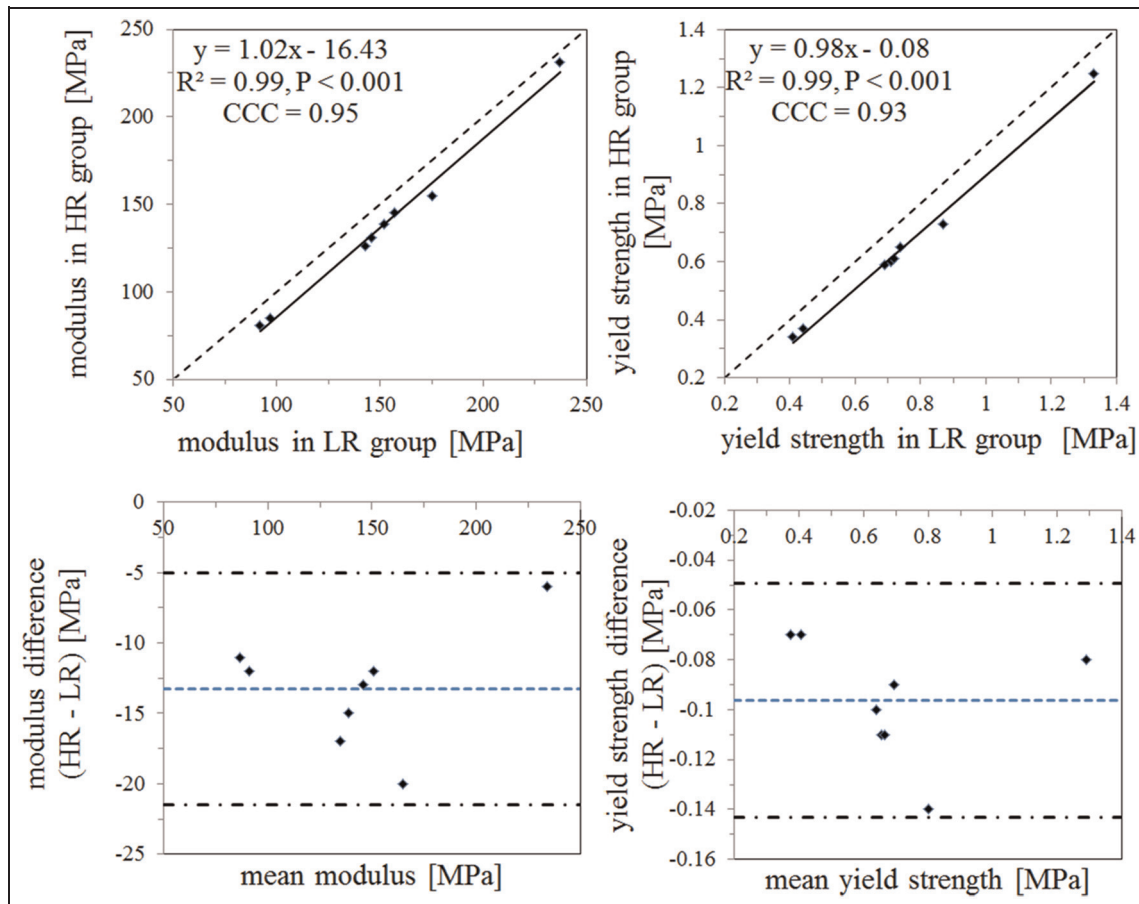 y = 1.02x - 16.43
R² = 0.99, P < 0.001
CCC = 0.95
modulus in HR group [MPa]
250
200
150
100
50
50 100 150 200 250
modulus in LR group [MPa]
y = 0.98x - 0.08
R² = 0.99, P < 0.001
CCC = 0.93
yield strength in HR group
[MPa]
1.4
1.2
1
0.8
0.6
0.4
0.2
0.2 0.4 0.6 0.8 1 1.2 1.4
yield strength in LR group [MPa]
modulus difference
(HR - LR) [MPa]
0
50 100 150 200 250
-5
-10
-15
-20
-25
mean modulus [MPa]
yield strength difference
(HR - LR) [MPa]
-0.02
0.2 0.4 0.6 0.8 1 1.2 1.4
-0.04
-0.06
-0.08
-0.1
-0.12
-0.14
-0.16
mean yield strength [MPa]